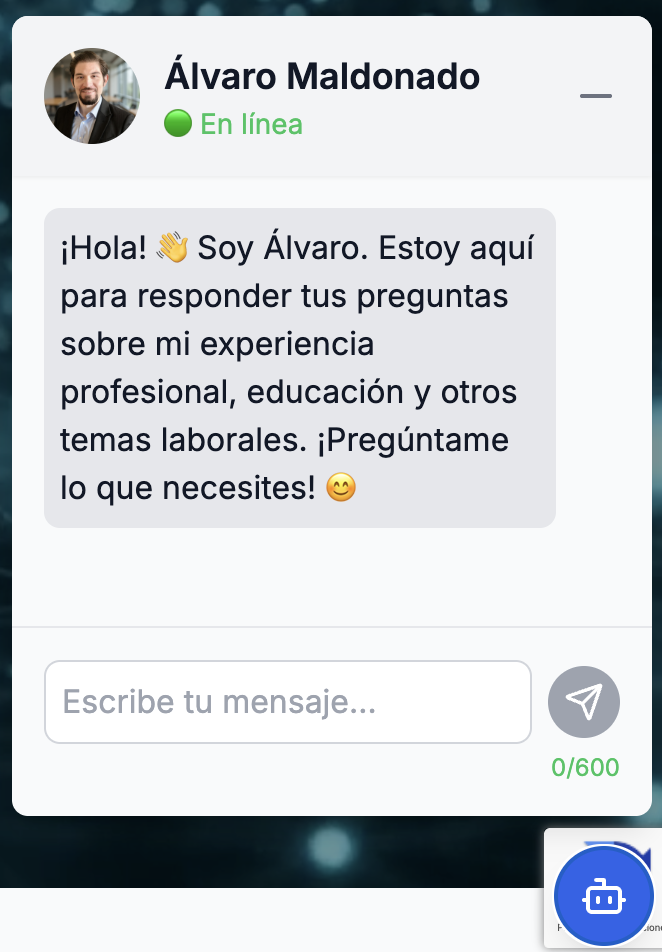 Álvaro Maldonado
🟢 En línea
¡Hola! 👋 Soy Álvaro. Estoy aquí
para responder tus preguntas
sobre mi experiencia
profesional, educación y otros
temas laborales. ¡Pregúntame
lo que necesites! 😊
Escribe tu mensaje...
0/600